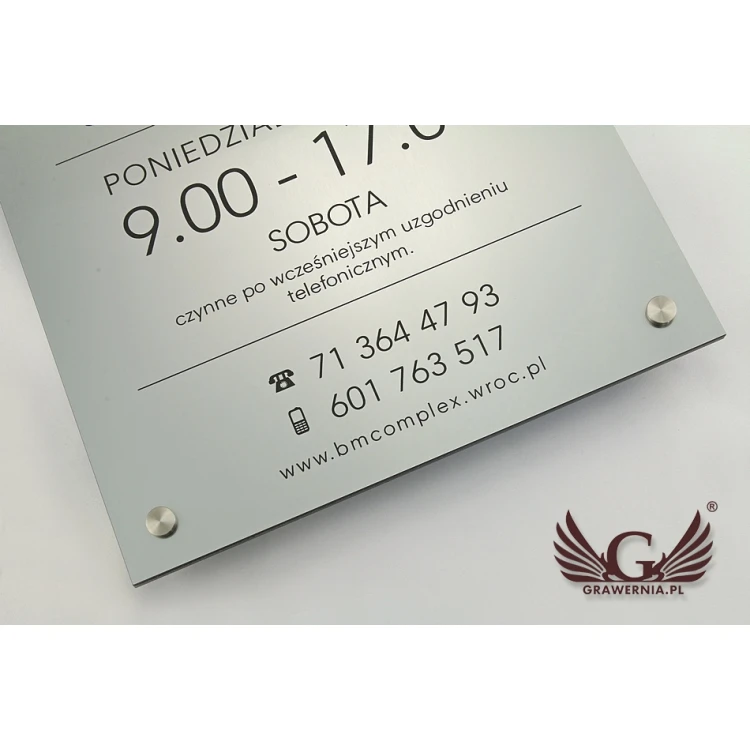 9.00 - 17.0
SOBOTA
czynne po wcześniejszym uzgodnieniu
telefonicznym.
71 364 47 93
601 763 517
www.bmcomplex.wroc.pl
G
®
GRAWERNIA.PL